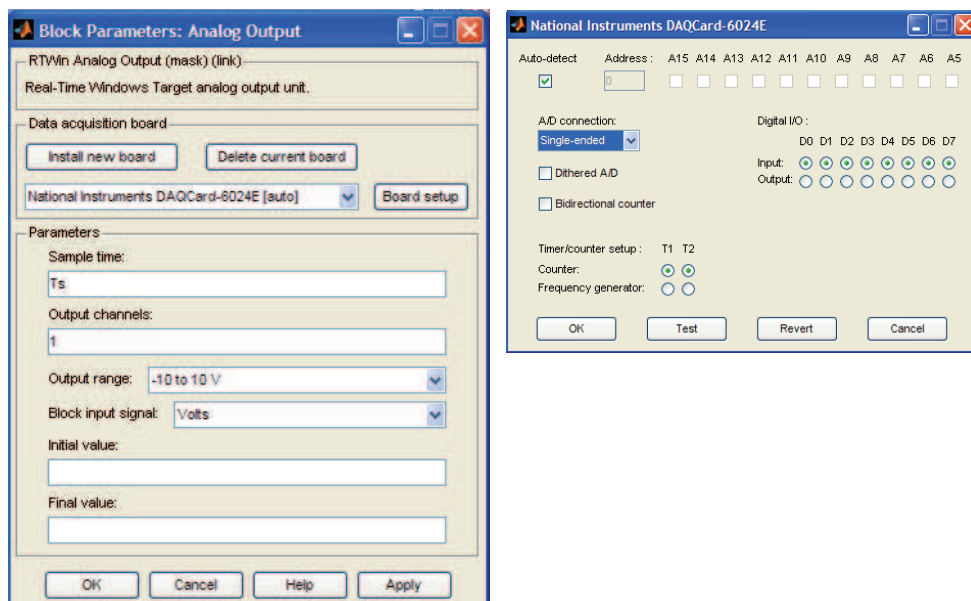 Block Parameters: Analog Output
RTWin Analog Output (mask) (link)
Real-Time Windows Target analog output unit.
Data acquisition board
Install new board Delete current board
National Instruments DAQCard-6024E [auto] Board setup
Parameters
Sample time:
Ts
Output channels:
1
Output range: -10 to 10 V
Block input signal: Volts
Initial value:
Final value:
OK Cancel Help Apply
National Instruments DAQCard-6024E
Auto-detect Address : A15 A14 A13 A12 A11 A10 A9 A8 A7 A6 A5
0
A/D connection: Digital I/O :
Single-ended D0 D1 D2 D3 D4 D5 D6 D7
Input:
Dithered A/D Output:
Bidirectional counter
Timer/counter setup : T1 T2
Counter:
Frequency generator:
OK Test Revert Cancel